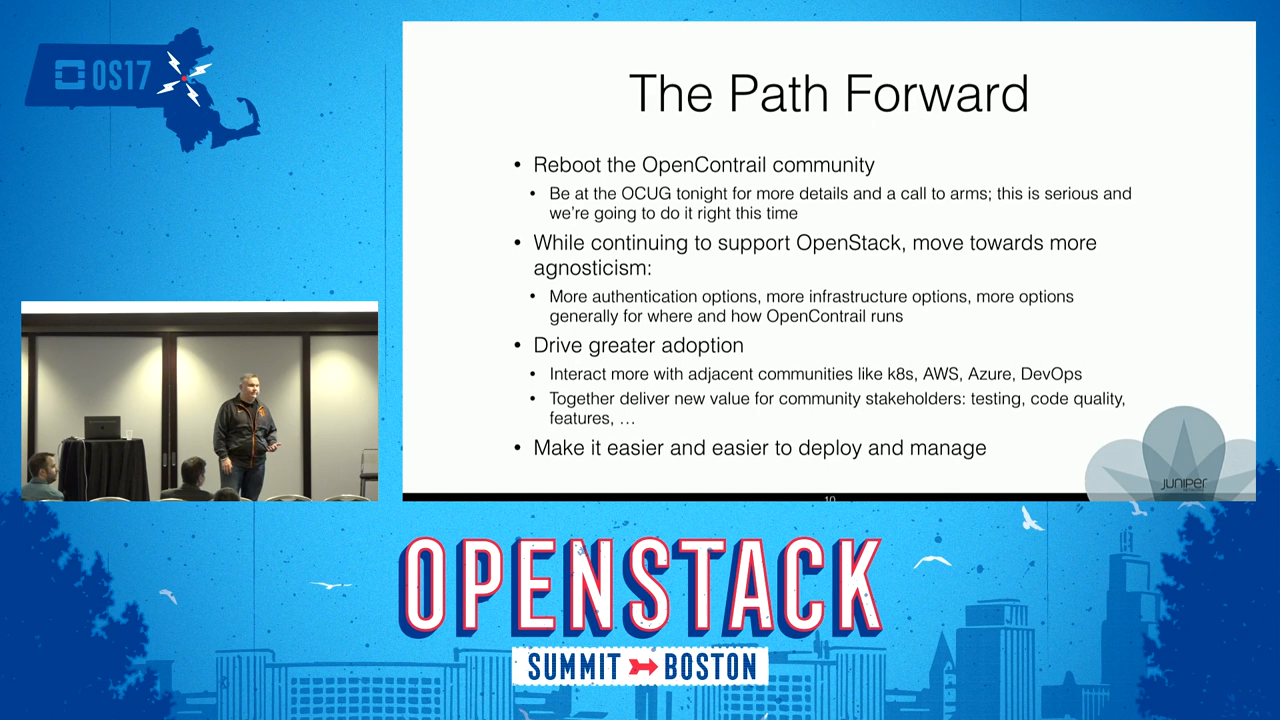 OS17
The Path Forward
• Reboot the OpenContrail community
• Be at the OCUG tonight for more details and a call to arms; this is serious and
we're going to do it right this time
• While continuing to support OpenStack, move towards more
agnosticism:
• More authentication options, more infrastructure options, more options
generally for where and how OpenContrail runs
• Drive greater adoption
• Interact more with adjacent communities like k8s, AWS, Azure, DevOps
• Together deliver new value for community stakeholders: testing, code quality,
features, …
• Make it easier and easier to deploy and manage
JUNIPER
10
OPENSTACK
SUMMIT BOSTON